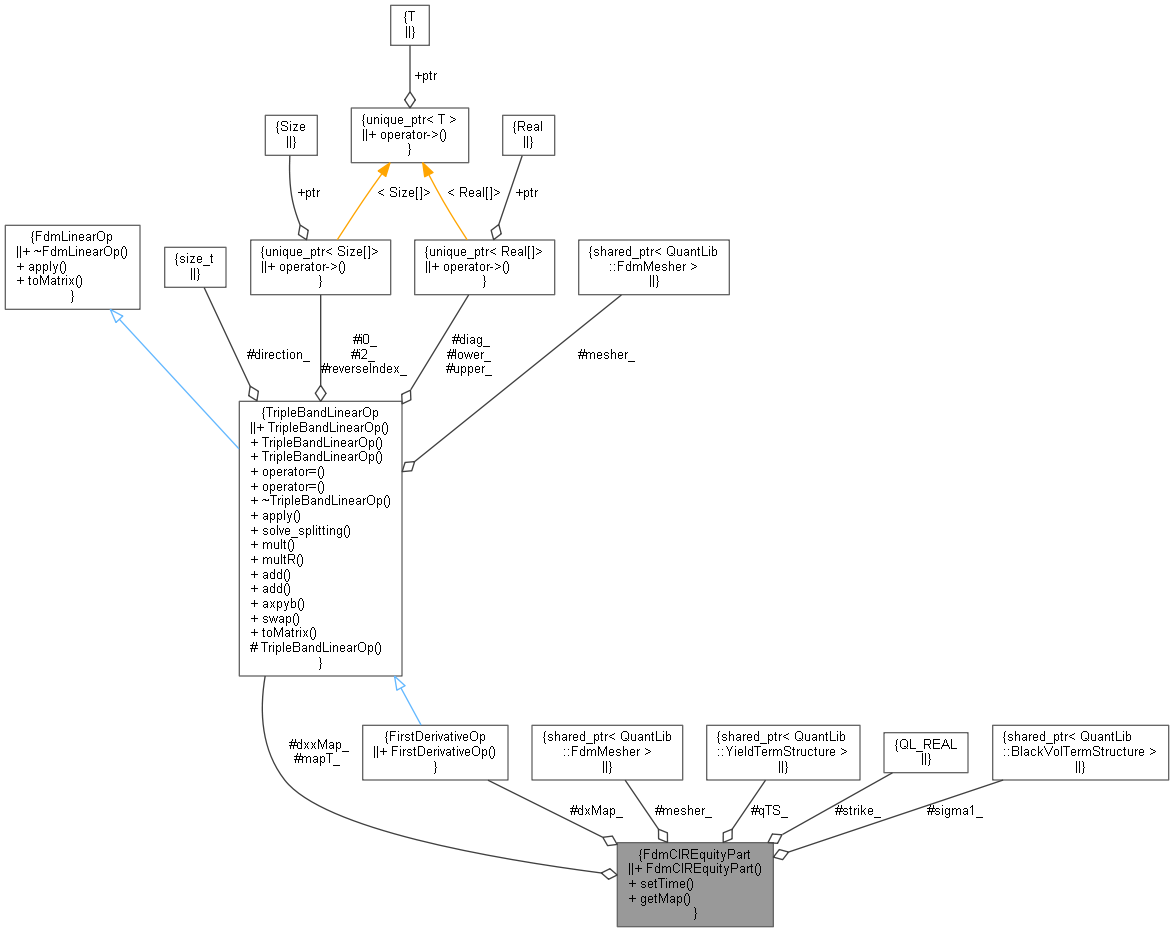 {T
||}
+ptr
{Size
||}
{unique_ptr< T >
||+ operator->()
}
{Real
||}
+ptr
< Size[]>
< Real[]>
+ptr
{FdmLinearOp
||+ ~FdmLinearOp()
+ apply()
+ toMatrix()
}
{size_t
||}
{unique_ptr< Size[]>
||+ operator->()
}
{unique_ptr< Real[]>
||+ operator->()
}
{shared_ptr< QuantLib
::FdmMesher >
||}
#direction_
#i0_
#i2_
#reverseIndex_
#diag_
#lower_
#upper_
#mesher_
{TripleBandLinearOp
||+ TripleBandLinearOp()
+ TripleBandLinearOp()
+ TripleBandLinearOp()
+ operator=()
+ operator=()
+ ~TripleBandLinearOp()
+ apply()
+ solve_splitting()
+ mult()
+ multR()
+ add()
+ add()
+ axpyb()
+ swap()
+ toMatrix()
# TripleBandLinearOp()
}
#dxxMap_
#mapT_
{FirstDerivativeOp
||+ FirstDerivativeOp()
}
{shared_ptr< QuantLib
::FdmMesher >
||}
{shared_ptr< QuantLib
::YieldTermStructure >
||}
{QL_REAL
||}
{shared_ptr< QuantLib
::BlackVolTermStructure >
||}
#dxMap_
#mesher_
#qTS_
#strike_
#sigma1_
{FdmCIREquityPart
||+ FdmCIREquityPart()
+ setTime()
+ getMap()
}